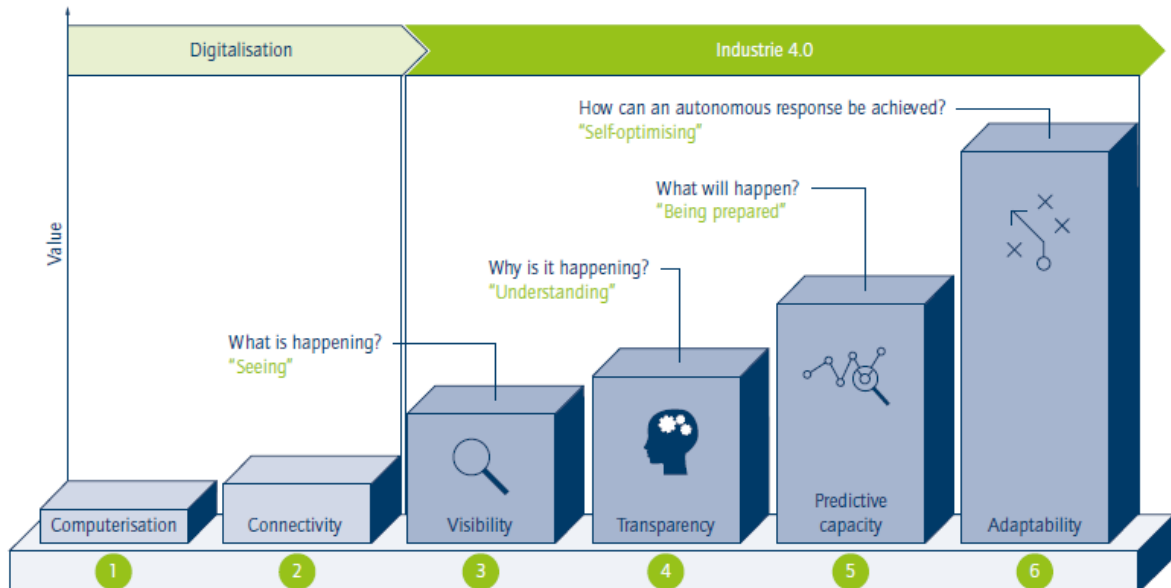 Digitalisation
Industrie 4.0
Value
How can an autonomous response be achieved?
"Self-optimising"
What will happen?
"Being prepared"
Why is it happening?
"Understanding"
What is happening?
"Seeing"
Computerisation
Connectivity
Visibility
Transparency
Predictive
capacity
Adaptability
1
2
3
4
5
6